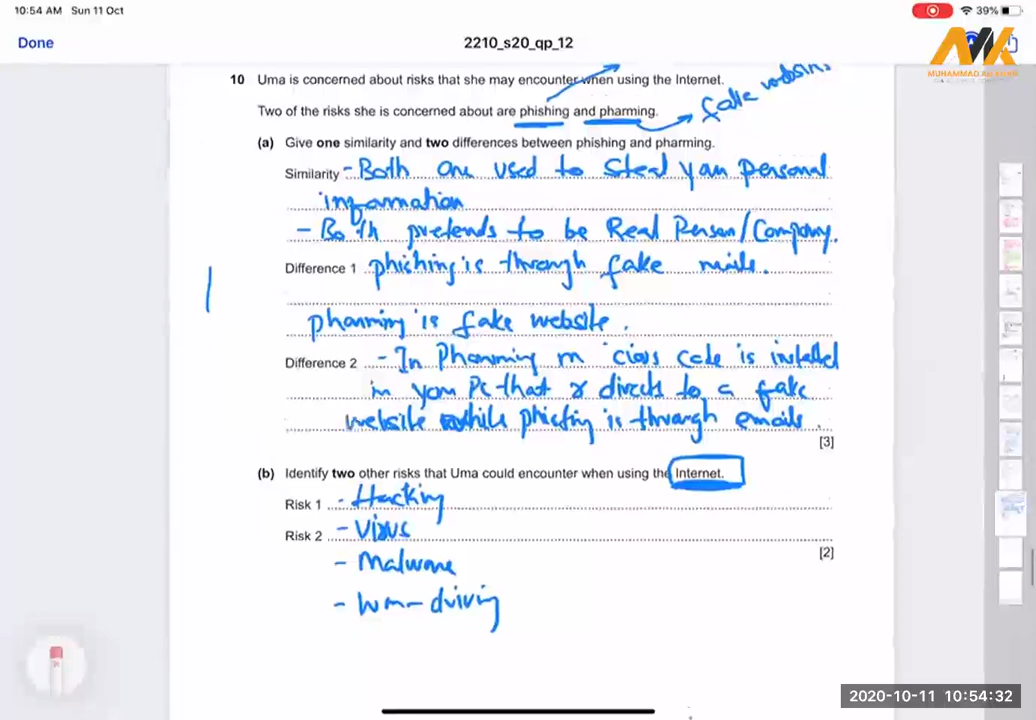 10:54 AM Sun 11 Oct
39%
Done
2210_s20_qp_12
MUHAMMAD
10 Uma is concerned about risks that she may encounter when using the Internet.
fake website
Two of the risks she is concerned about are phishing and pharming.
(a) Give one similarity and two differences between phishing and pharming.
Similarity - Both are used to steal your personal
information
- Both pretends to be Real Person/Company.
Difference 1 phishing is through fake mails.
pharming is fake website.
Difference 2 - In Pharming m cious code is installed
in your PC that r directs to a fake
website while phisting is through emails.
[3]
(b) Identify two other risks that Uma could encounter when using the Internet.
Risk 1 - Hacking
Risk 2 - Virus
[2]
- Malware
- War-driving
2020-10-11 10:54:32